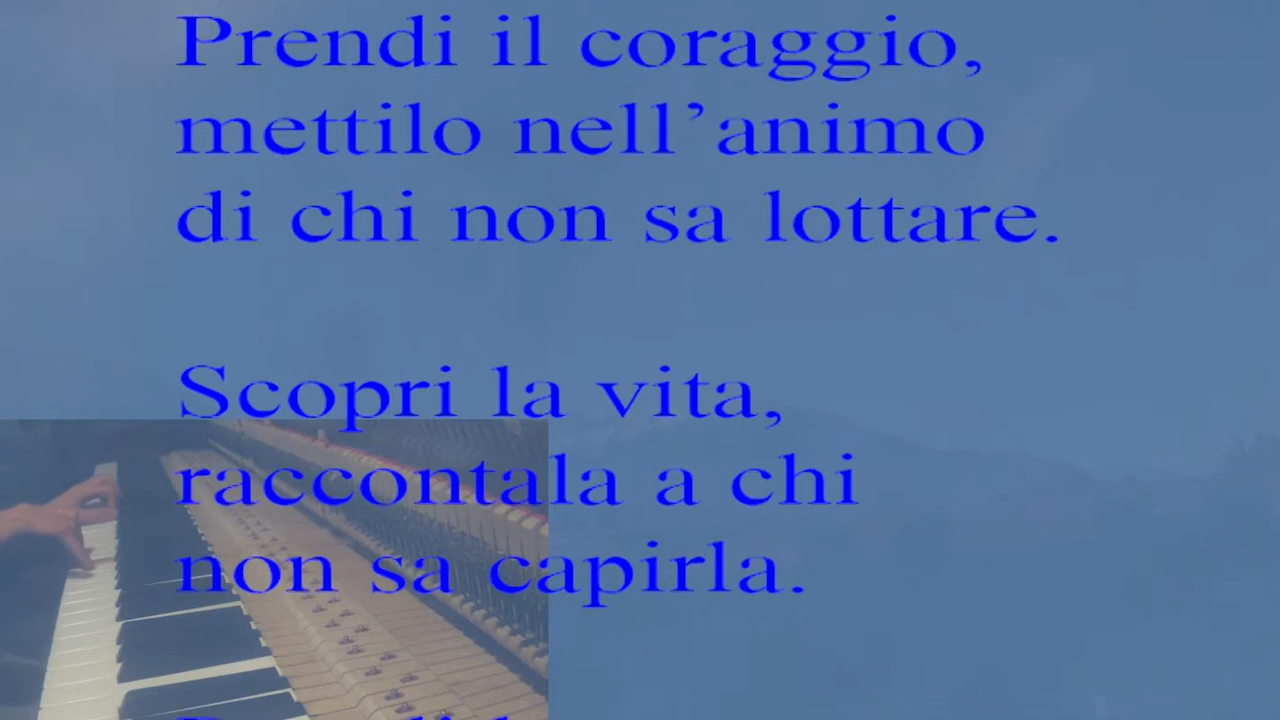 Prendi il coraggio,
mettilo nell’animo
di chi non sa lottare.
Scopri la vita,
raccontala a chi
non sa capirla.